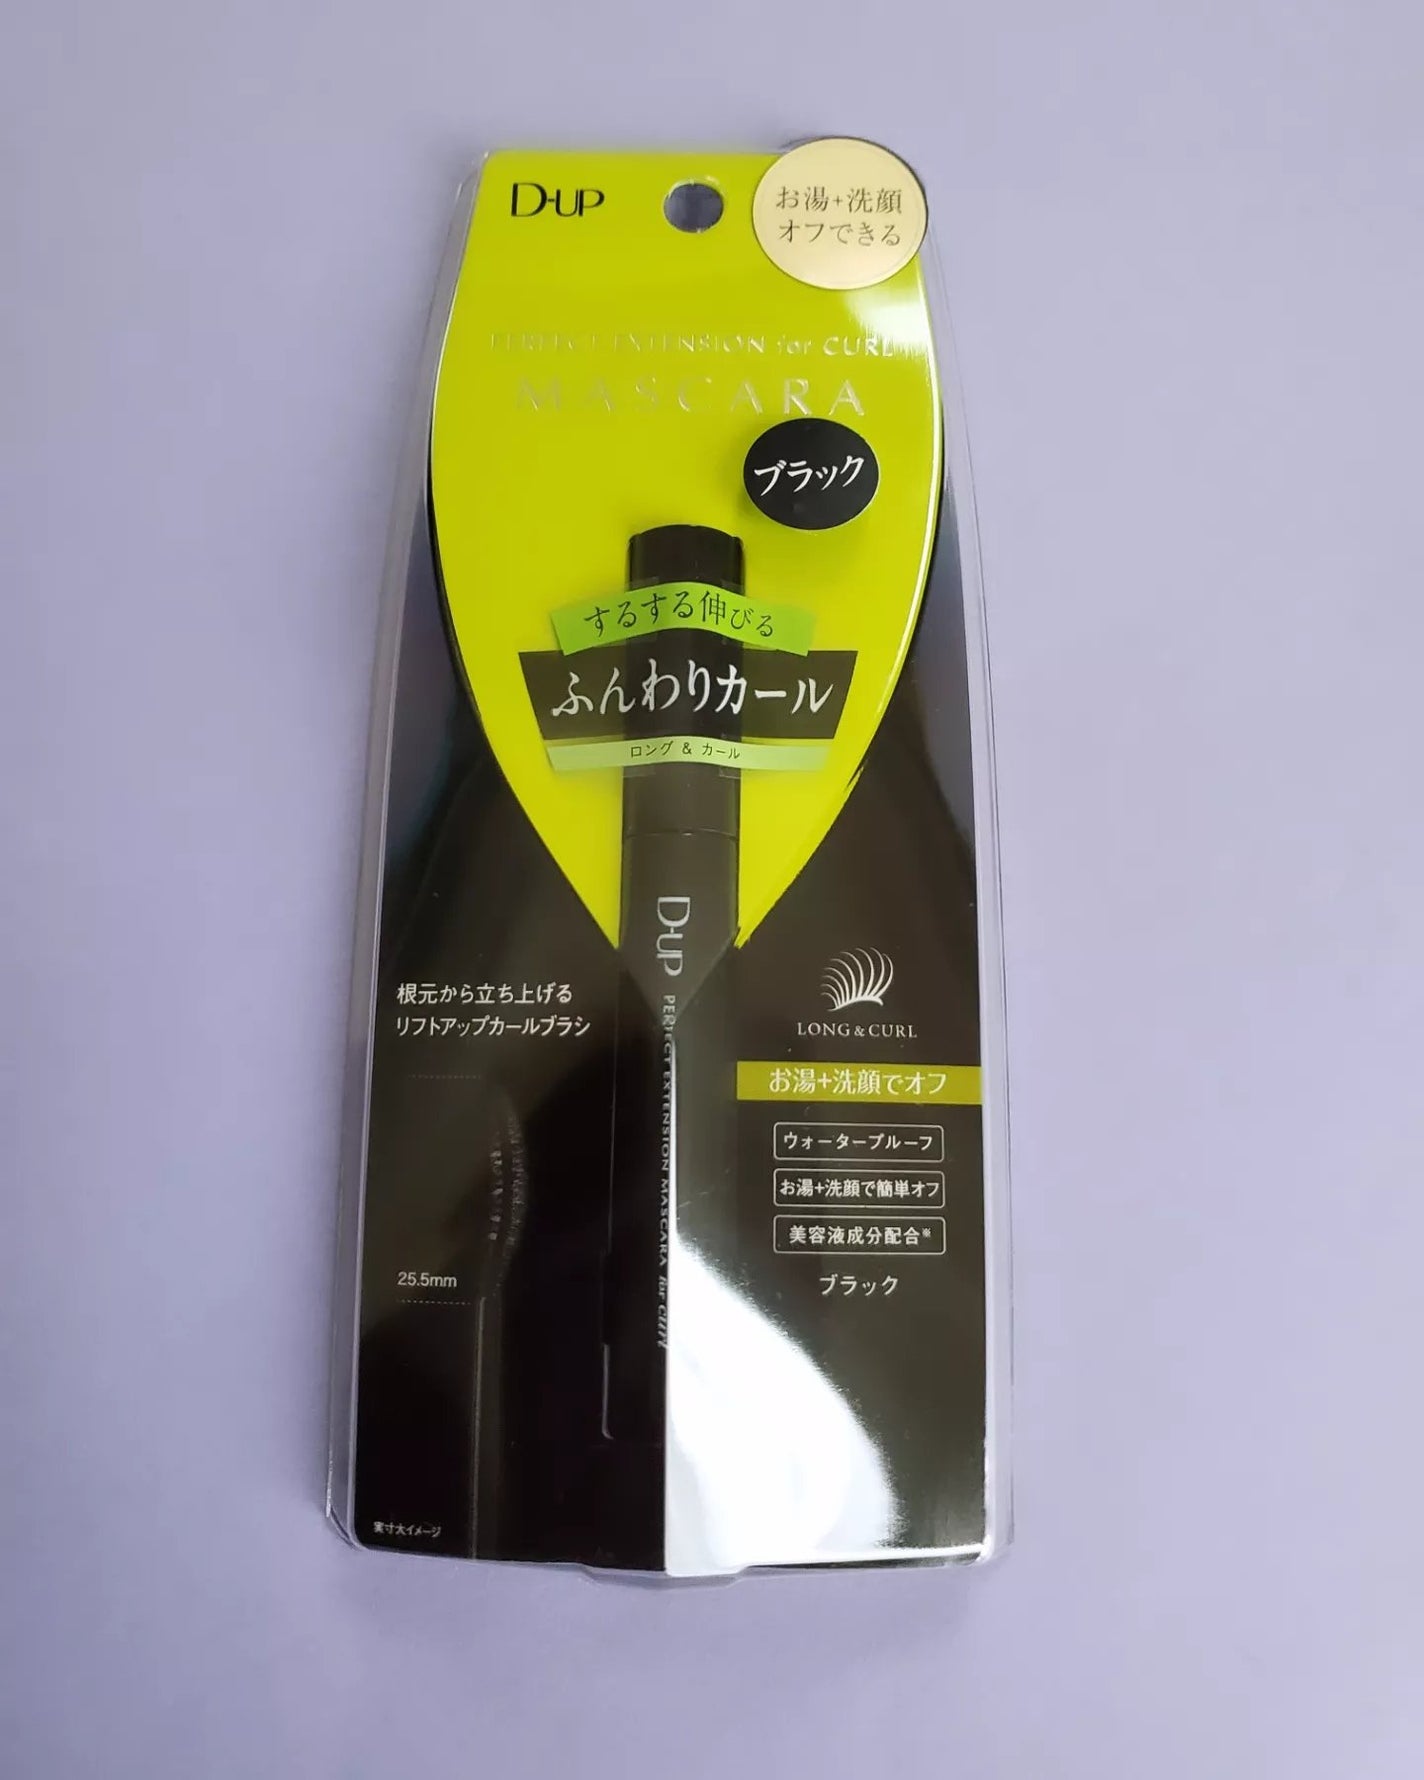 D-UP
お湯+洗顔
オフできる
PERFECT EXTENSION for CURL
MASCARA
ブラック
するする伸びる
ふんわりカール
ロング & カール
D-UP PERFECT EXTENSION MASCARA for CURL
根元から立ち上げる
リフトアップカールブラシ
25.5mm
実寸大イメージ
LONG & CURL
お湯+洗顔でオフ
ウォータープルーフ
お湯+洗顔で簡単オフ
美容液成分配合※
ブラック